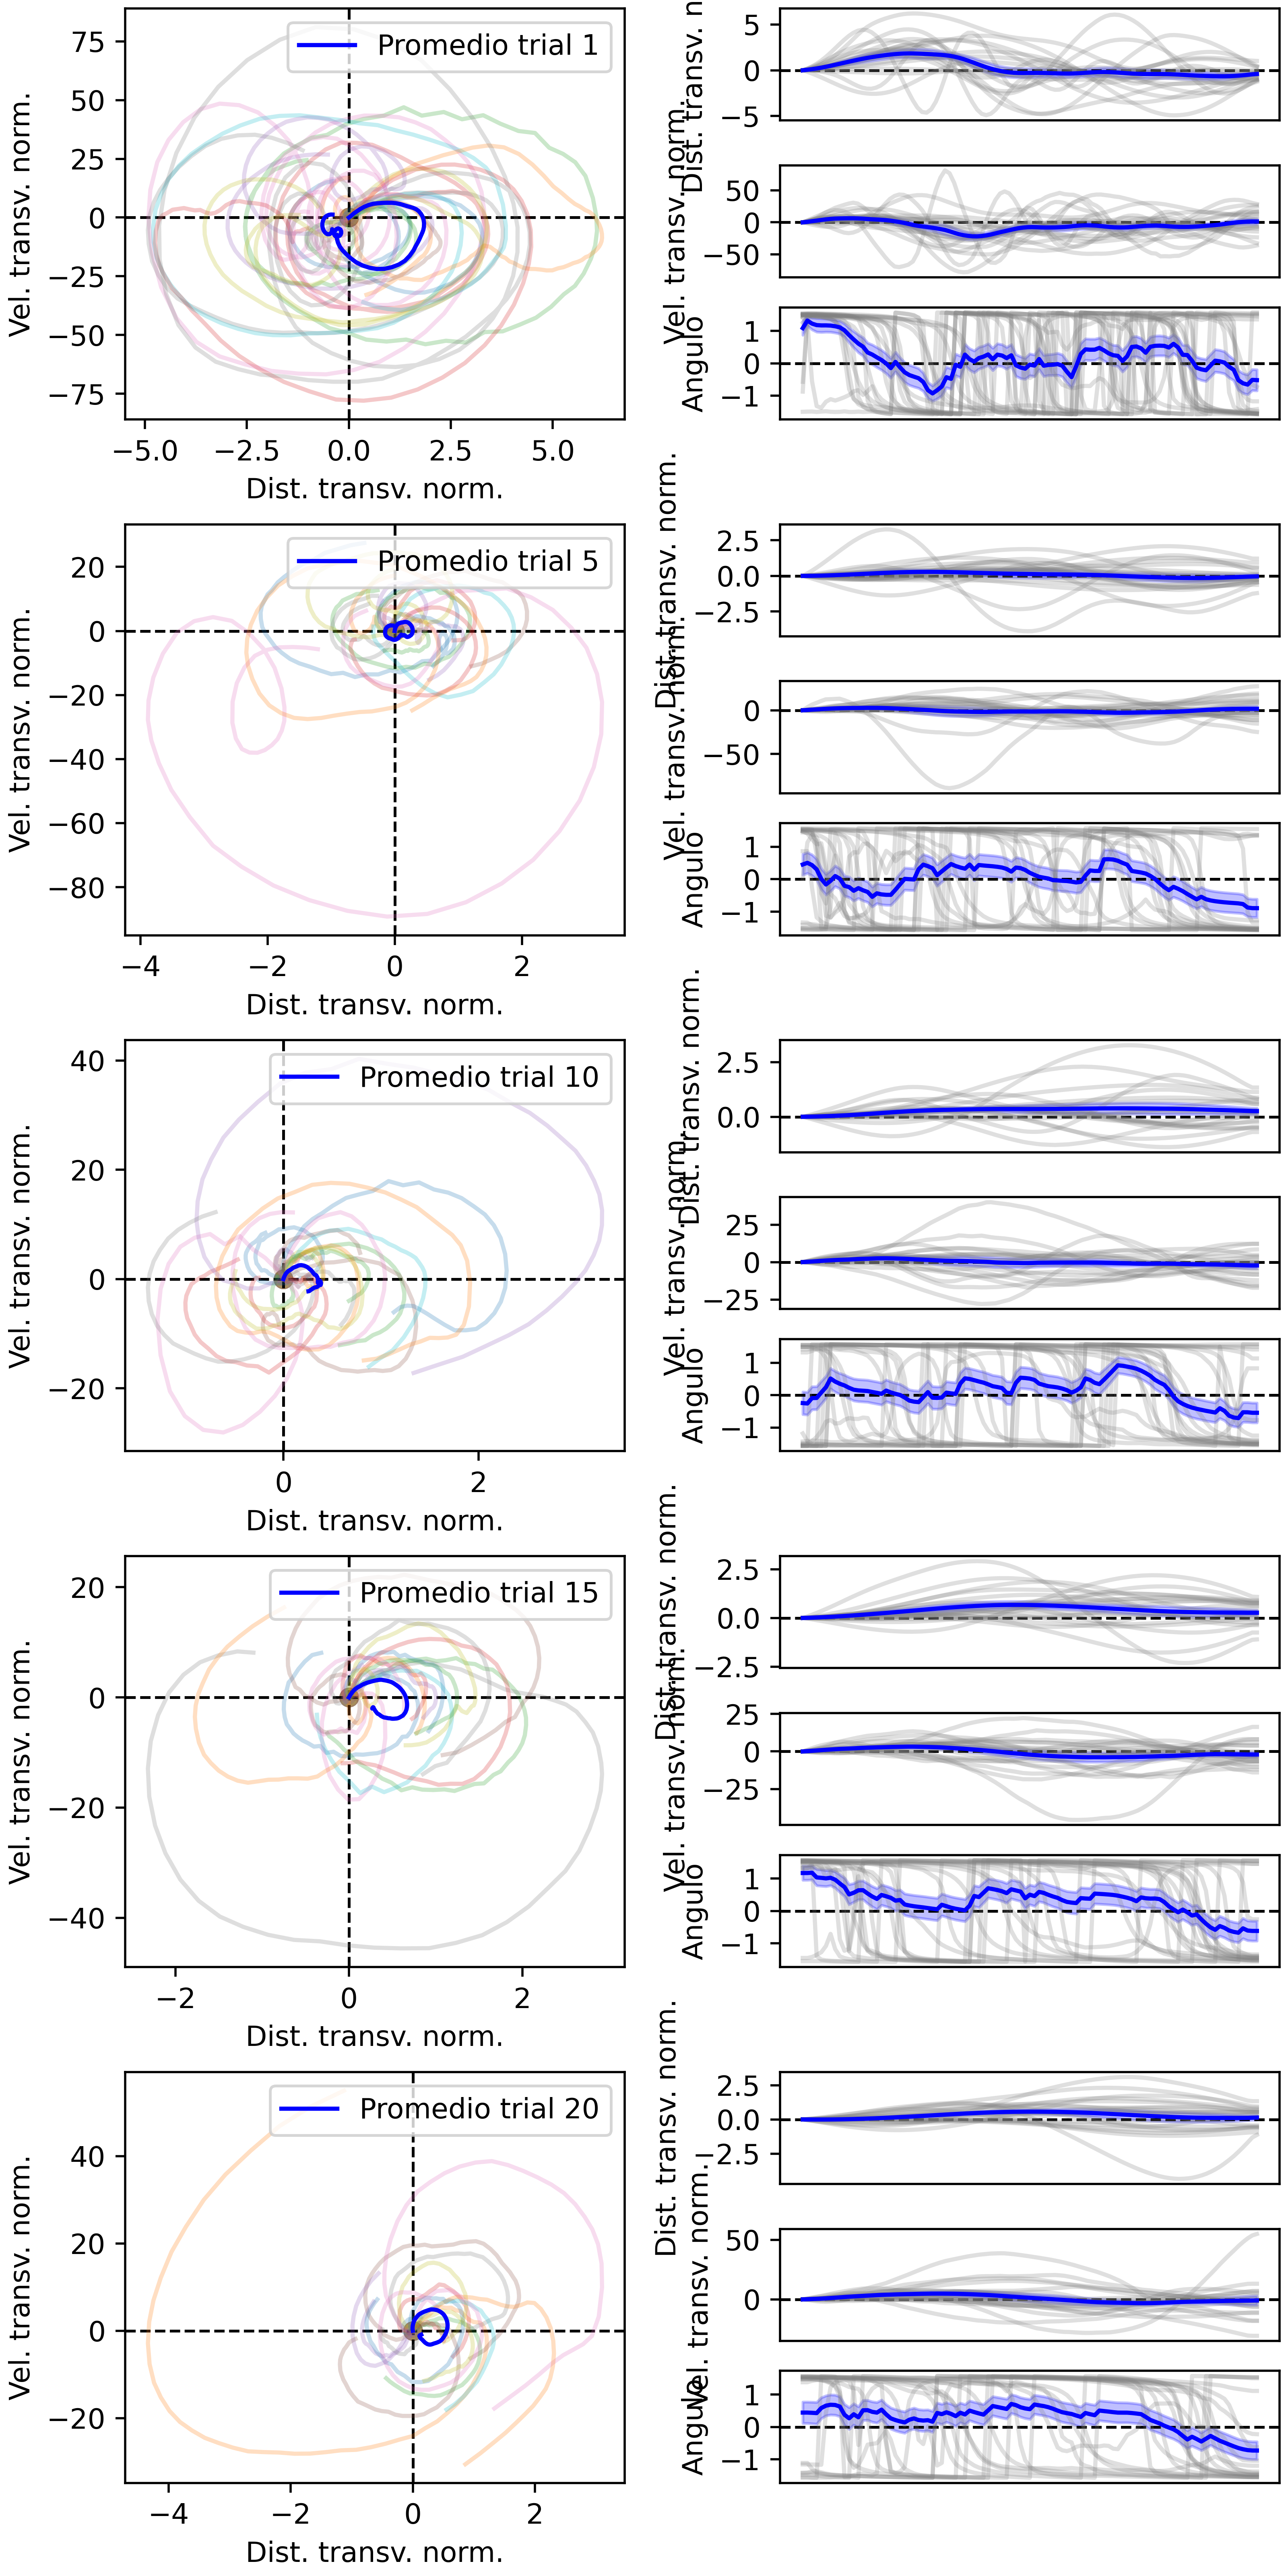 Promedio trial 1
75
50
25
0
−25
−50
−75
Vel. transv. norm.
−5.0 −2.5 0.0 2.5 5.0
Dist. transv. norm.
5
0
−5
Dist. transv. n
50
0
−50
Vel. transv. norm.
1
0
−1
Angulo
Promedio trial 5
20
0
−20
−40
−60
−80
Vel. transv. norm.
−4 −2 0 2
Dist. transv. norm.
2.5
0.0
−2.5
Dist. transv. norm.
0
−50
Vel. transv. norm.
1
0
−1
Angulo
Promedio trial 10
40
20
0
−20
Vel. transv. norm.
0 2
Dist. transv. norm.
2.5
0.0
Dist. transv. norm.
25
0
−25
Vel. transv. norm.
1
0
−1
Angulo
Promedio trial 15
20
0
−20
−40
Vel. transv. norm.
−2 0 2
Dist. transv. norm.
2.5
0.0
−2.5
Dist. transv. norm.
25
0
−25
Vel. transv. norm.
1
0
−1
Angulo
Promedio trial 20
40
20
0
−20
Vel. transv. norm.
−4 −2 0 2
Dist. transv. norm.
2.5
0.0
−2.5
Dist. transv. norm.
50
0
Vel. transv. norm.
1
0
−1
Angulo